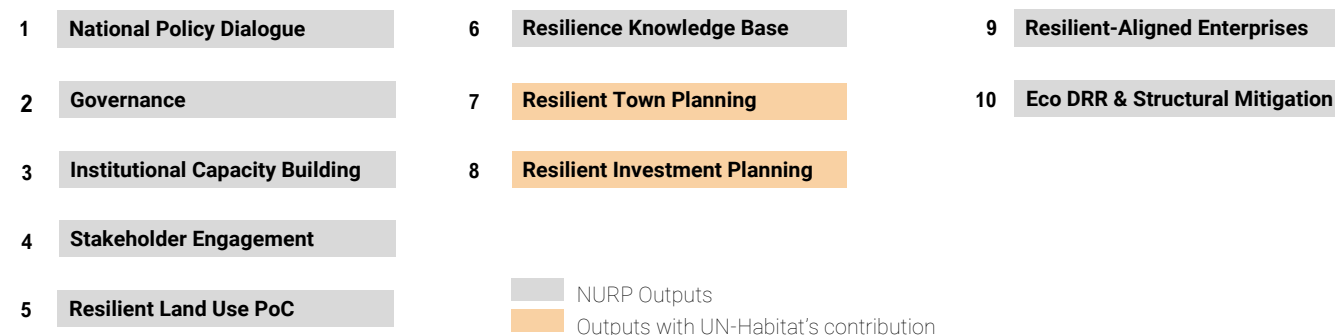 1 National Policy Dialogue
2 Governance
3 Institutional Capacity Building
4 Stakeholder Engagement
5 Resilient Land Use PoC
6 Resilience Knowledge Base
7 Resilient Town Planning
8 Resilient Investment Planning
NURP Outputs
Outputs with UN-Habitat's contribution
9 Resilient-Aligned Enterprises
10 Eco DRR & Structural Mitigation